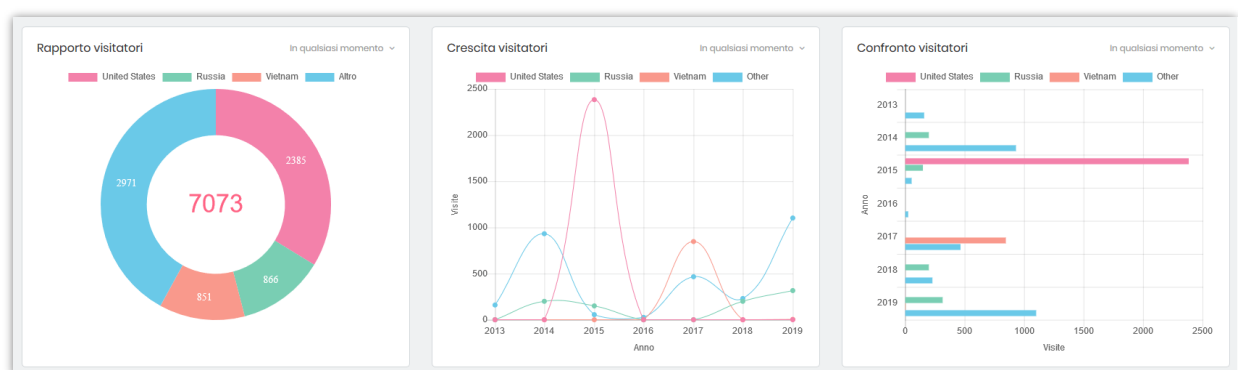 Rapporto visitatori
In qualsiasi momento
United States Russia Vietnam Altro
2385
2971
7073
866
851
Crescita visitatori
In qualsiasi momento
United States Russia Vietnam Other
2500
2000
1500
1000
500
0
Visite
2013 2014 2015 2016 2017 2018 2019
Anno
Confronto visitatori
In qualsiasi momento
United States Russia Vietnam Other
2013
2014
2015
2016
2017
2018
2019
Anno
0 500 1000 1500 2000 2500
Visite